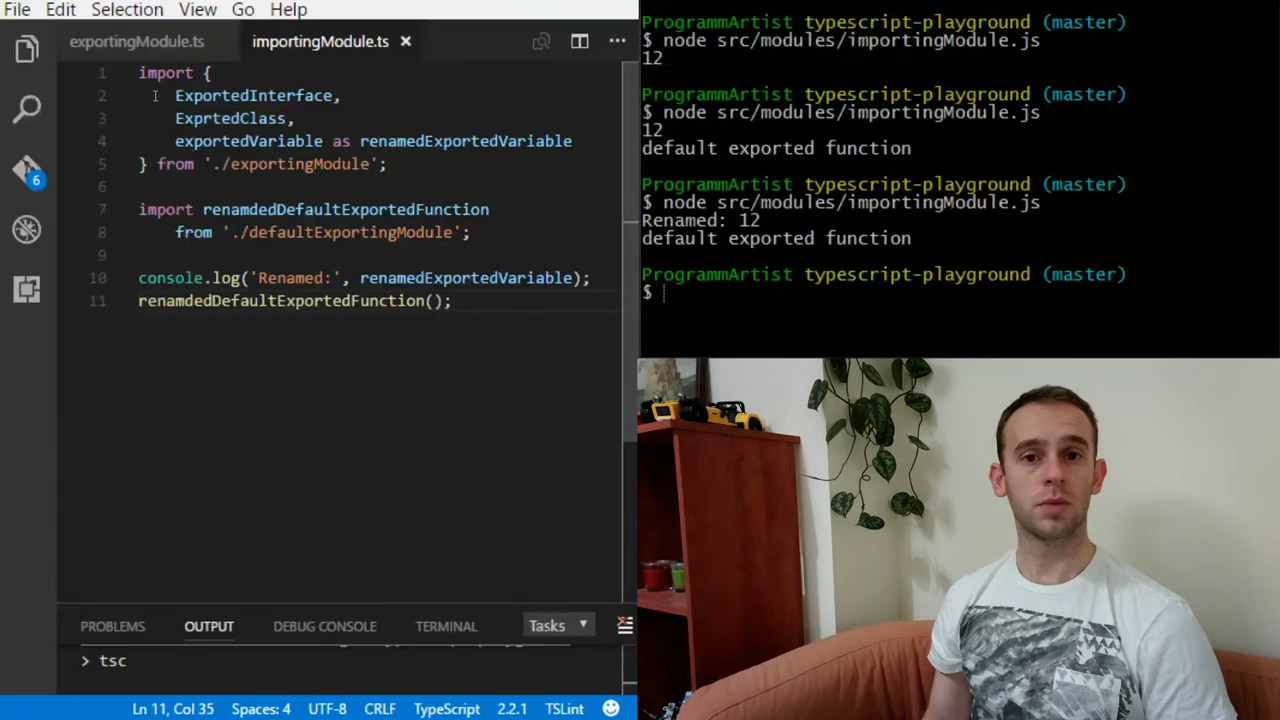 File Edit Selection View Go Help
exportingModule.ts importingModule.ts
1 import {
2 ExportedInterface,
3 ExprtedClass,
4 exportedVariable as renamedExportedVariable
5 } from './exportingModule';
6
7 import renamdedDefaultExportedFunction
8 from './defaultExportingModule';
9
10 console.log('Renamed:', renamedExportedVariable);
11 renamdedDefaultExportedFunction();
6
PROBLEMS OUTPUT DEBUG CONSOLE TERMINAL Tasks
> tsc
Ln 11, Col 35 Spaces: 4 UTF-8 CRLF TypeScript 2.2.1 TSLint
ProgrammArtist typescript-playground (master)
$ node src/modules/importingModule.js
12
ProgrammArtist typescript-playground (master)
$ node src/modules/importingModule.js
12
default exported function
ProgrammArtist typescript-playground (master)
$ node src/modules/importingModule.js
Renamed: 12
default exported function
ProgrammArtist typescript-playground (master)
$